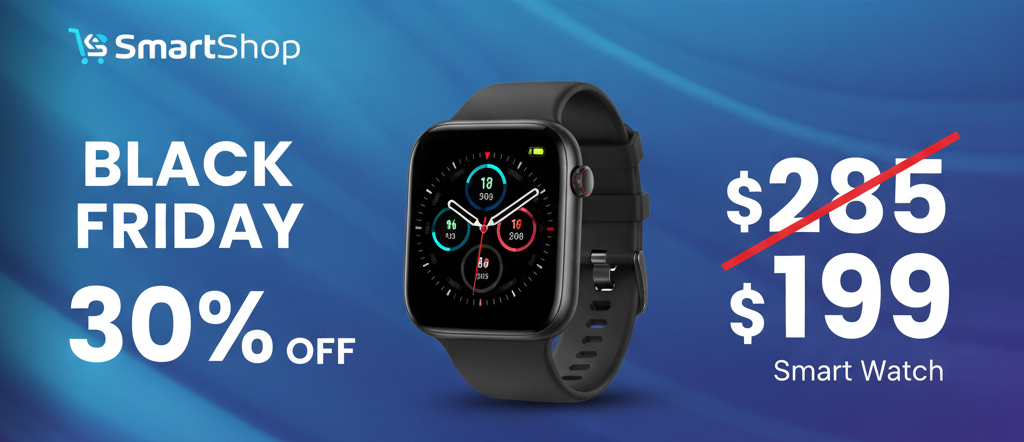 SmartShop
BLACK
FRIDAY
30% OFF
$285
$199
Smart Watch